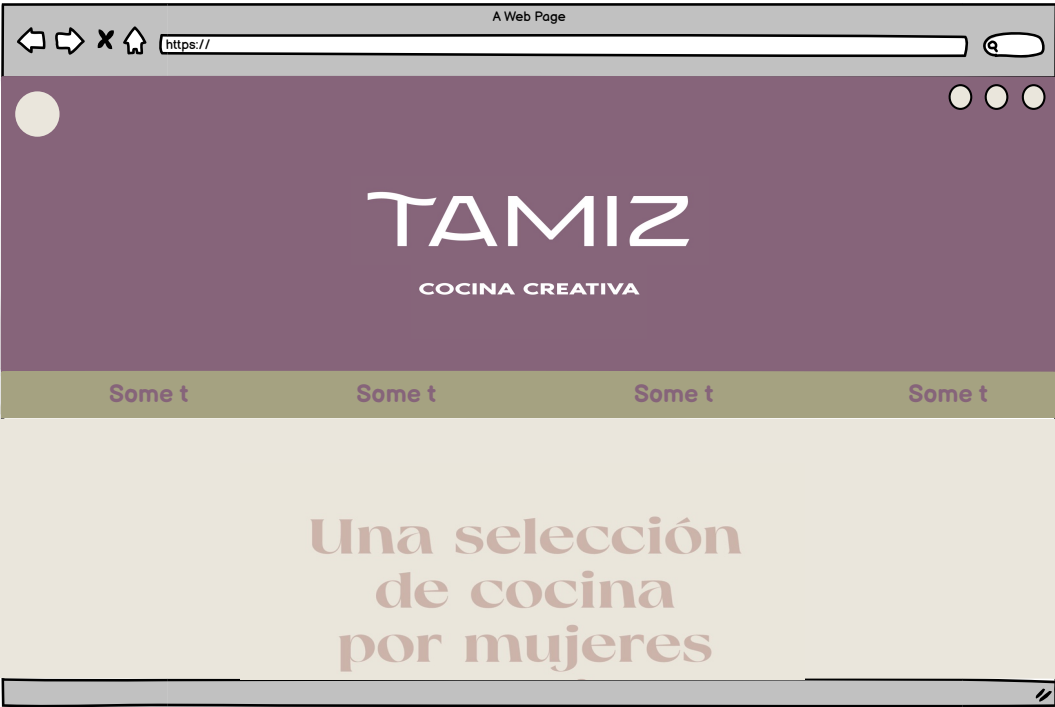 A Web Page
https://
TAMIZ
COCINA CREATIVA
Some t Some t Some t Some t
Una selección
de cocina
por mujeres